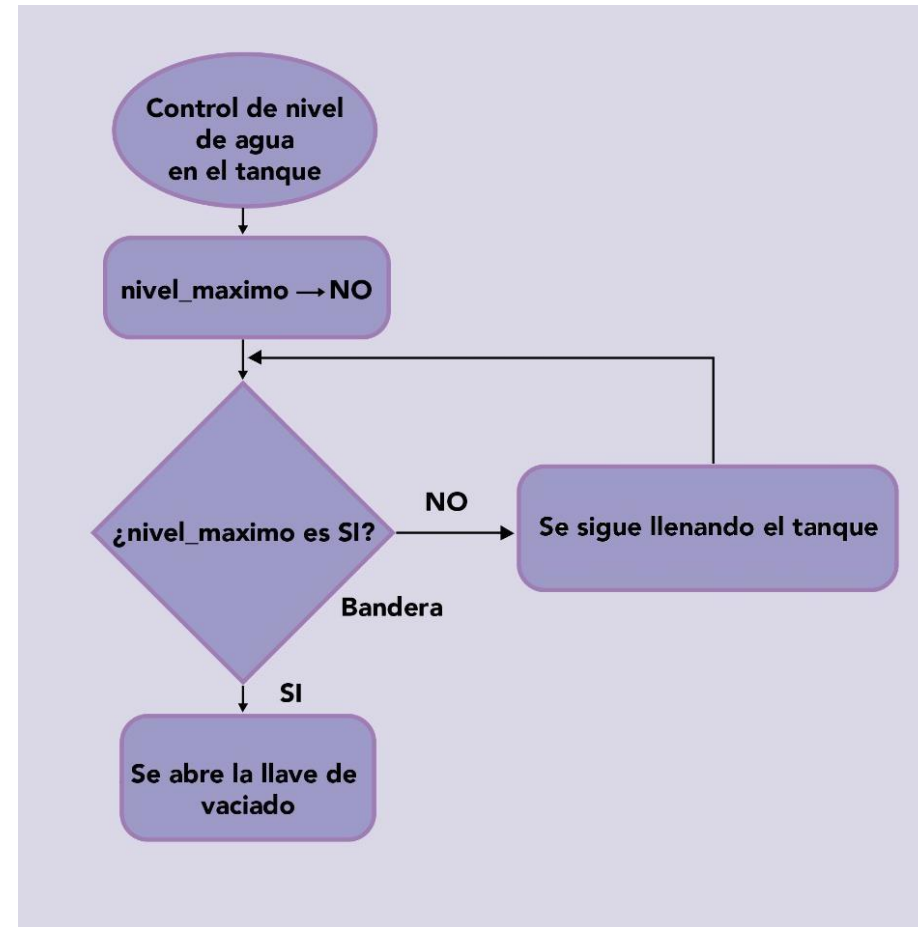 Control de nivel
de agua
en el tanque
nivel_maximo → NO
¿nivel_maximo es SI?
NO
Se sigue llenando el tanque
Bandera
SI
Se abre la llave de
vaciado